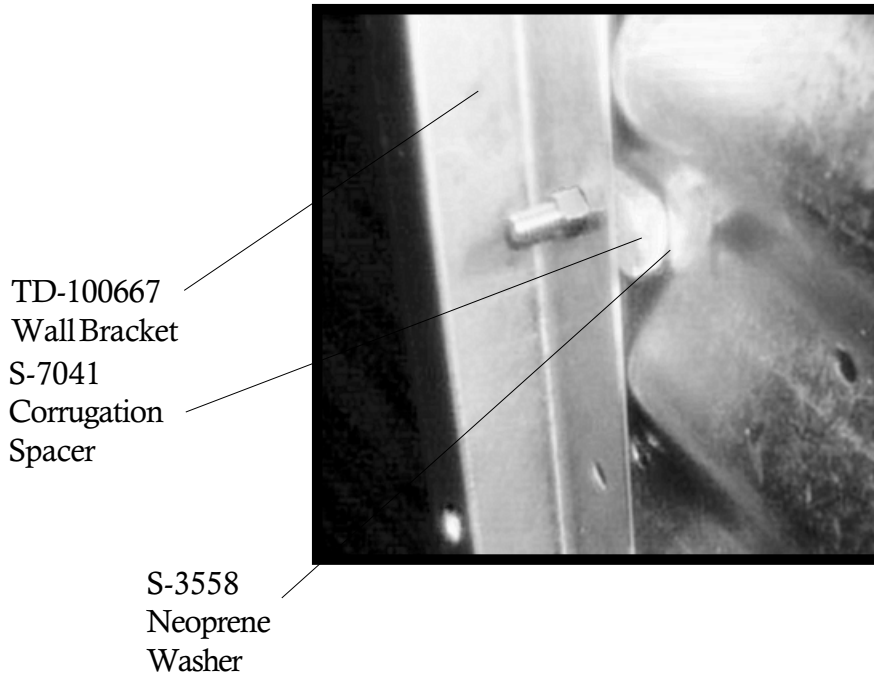 TD-100667
Wall Bracket
S-7041
Corrugation
Spacer
S-3558
Neoprene
Washer